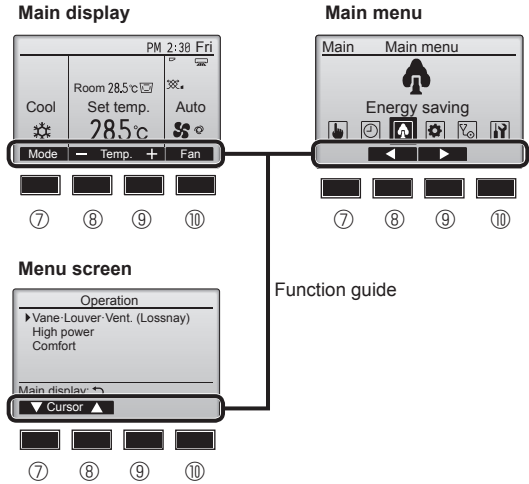 Main display
PM 2:30 Fri
Room 28.5°C
Cool Set temp. Auto
28.5°C
Mode − Temp. + Fan
⑦ ⑧ ⑨ ⑩
Main menu
Main Main menu
Energy saving
⑦ ⑧ ⑨ ⑩
Function guide
Menu screen
Operation
Vane·Louver·Vent. (Lossnay)
High power
Comfort
Main display:
Cursor
⑦ ⑧ ⑨ ⑩